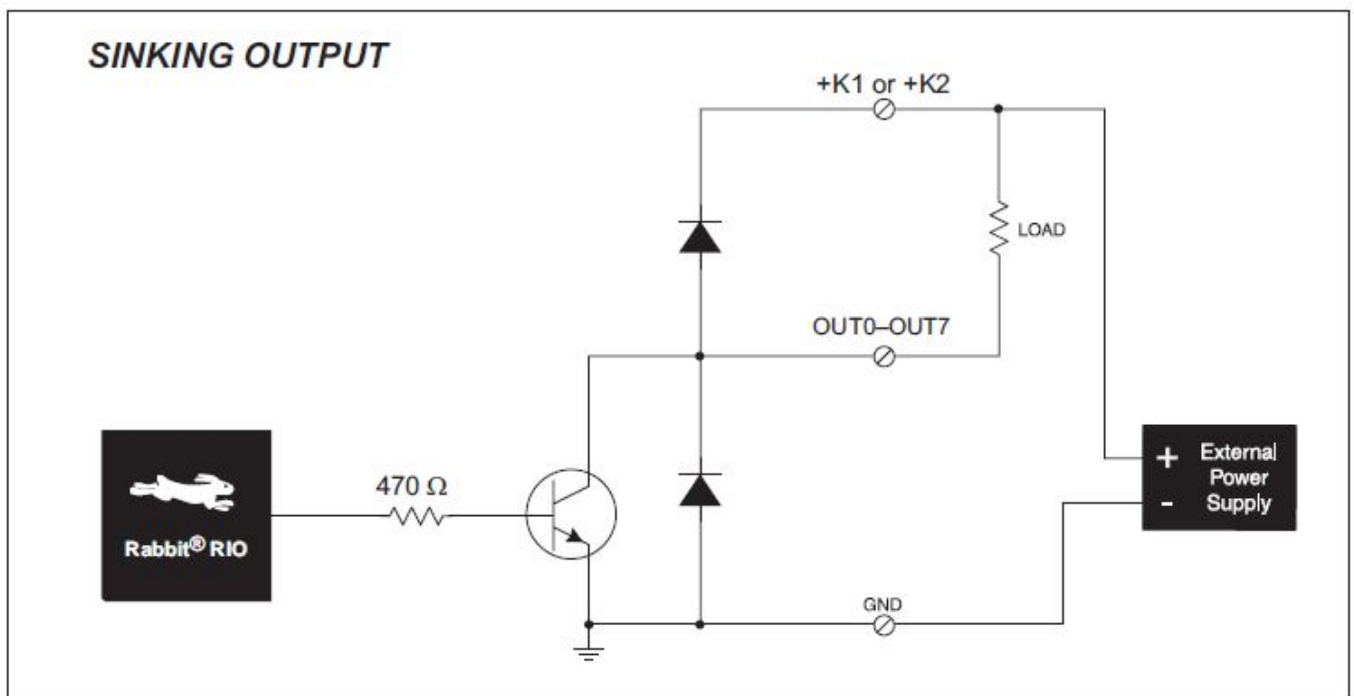 SINKING OUTPUT
+K1 or +K2
LOAD
OUT0–OUT7
470 Ω
Rabbit® RIO
+ External
Power
- Supply
GND